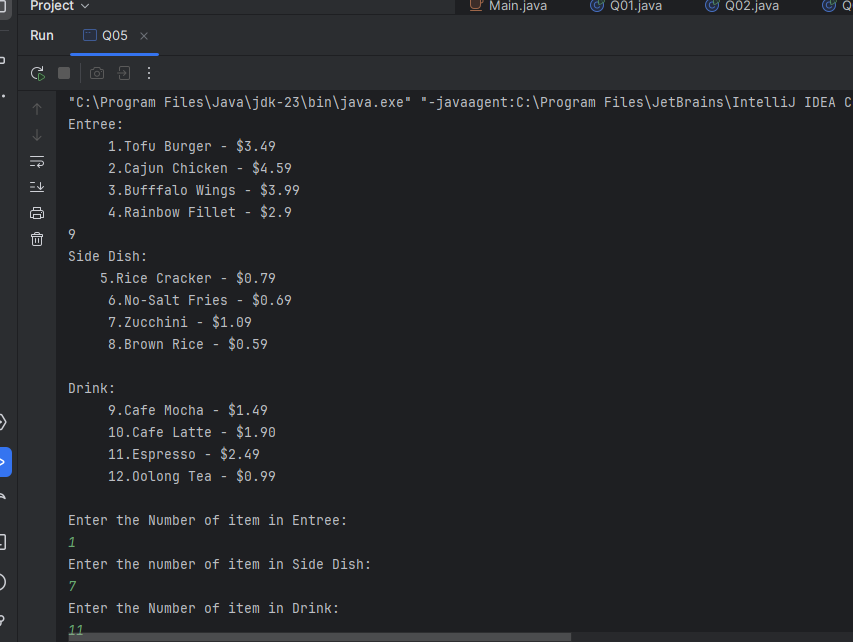 Project
Main.java Q01.java Q02.java
Run Q05
"C:\Program Files\Java\jdk-23\bin\java.exe" "-javaagent:C:\Program Files\JetBrains\IntelliJ IDEA C
Entree:
1.Tofu Burger - $3.49
2.Cajun Chicken - $4.59
3.Bufffalo Wings - $3.99
4.Rainbow Fillet - $2.9
9
Side Dish:
5.Rice Cracker - $0.79
6.No-Salt Fries - $0.69
7.Zucchini - $1.09
8.Brown Rice - $0.59
Drink:
9.Cafe Mocha - $1.49
10.Cafe Latte - $1.90
11.Espresso - $2.49
12.Oolong Tea - $0.99
Enter the Number of item in Entree:
1
Enter the number of item in Side Dish:
7
Enter the Number of item in Drink:
11